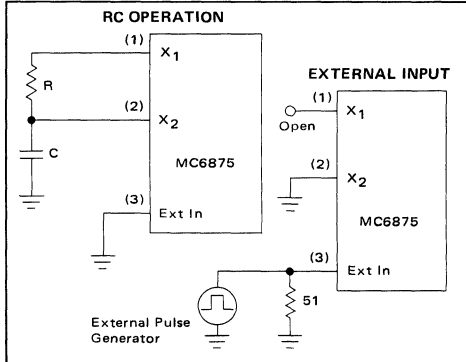 RC OPERATION
(1)
X1
R
(2)
X2
C
MC6875
(3)
Ext In
EXTERNAL INPUT
(1)
X1
Open
(2)
X2
MC6875
(3)
Ext In
51
External Pulse
Generator